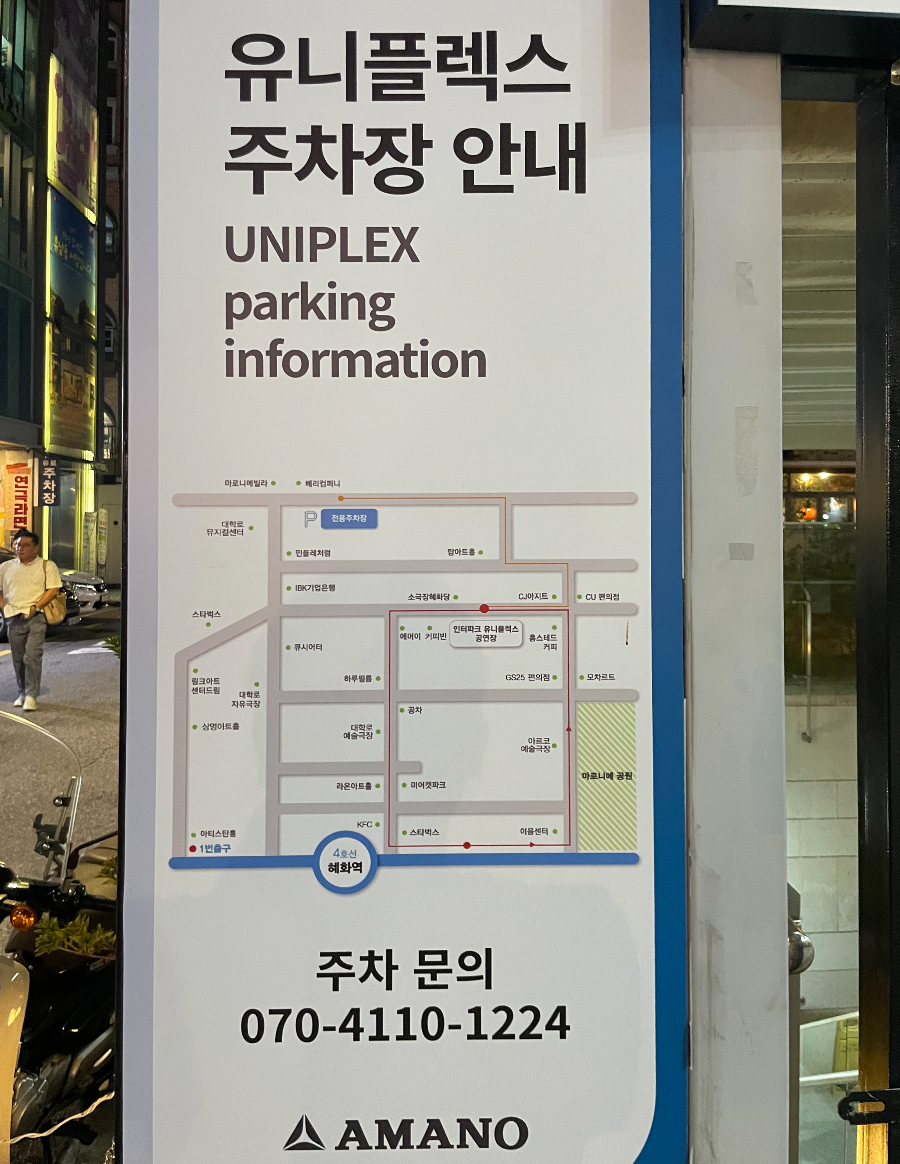 유니플렉스
주차장 안내
UNIPLEX
parking
information
마로니에빌라
베리컴퍼니
대학로
뮤지컬센터
P 전용주차장
민들레처럼
탑아트홀
IBK기업은행
소극장혜화당
CJ아지트
CU 편의점
스타벅스
에머이
커피빈
인터파크 유니플렉스
공연장
홈스테드
커피
큐시어터
링크아트
센터드림
대학로
자유극장
하루필름
GS25 편의점
모차르트
상명아트홀
대학로
예술극장
공차
아르코
예술극장
마로니에 공원
라온아트홀
미어캣파크
KFC
스타벅스
이음센터
아티스탄홀
1번출구
4호선
혜화역
주차 문의
070-4110-1224
AMANO
주차장
연극라면